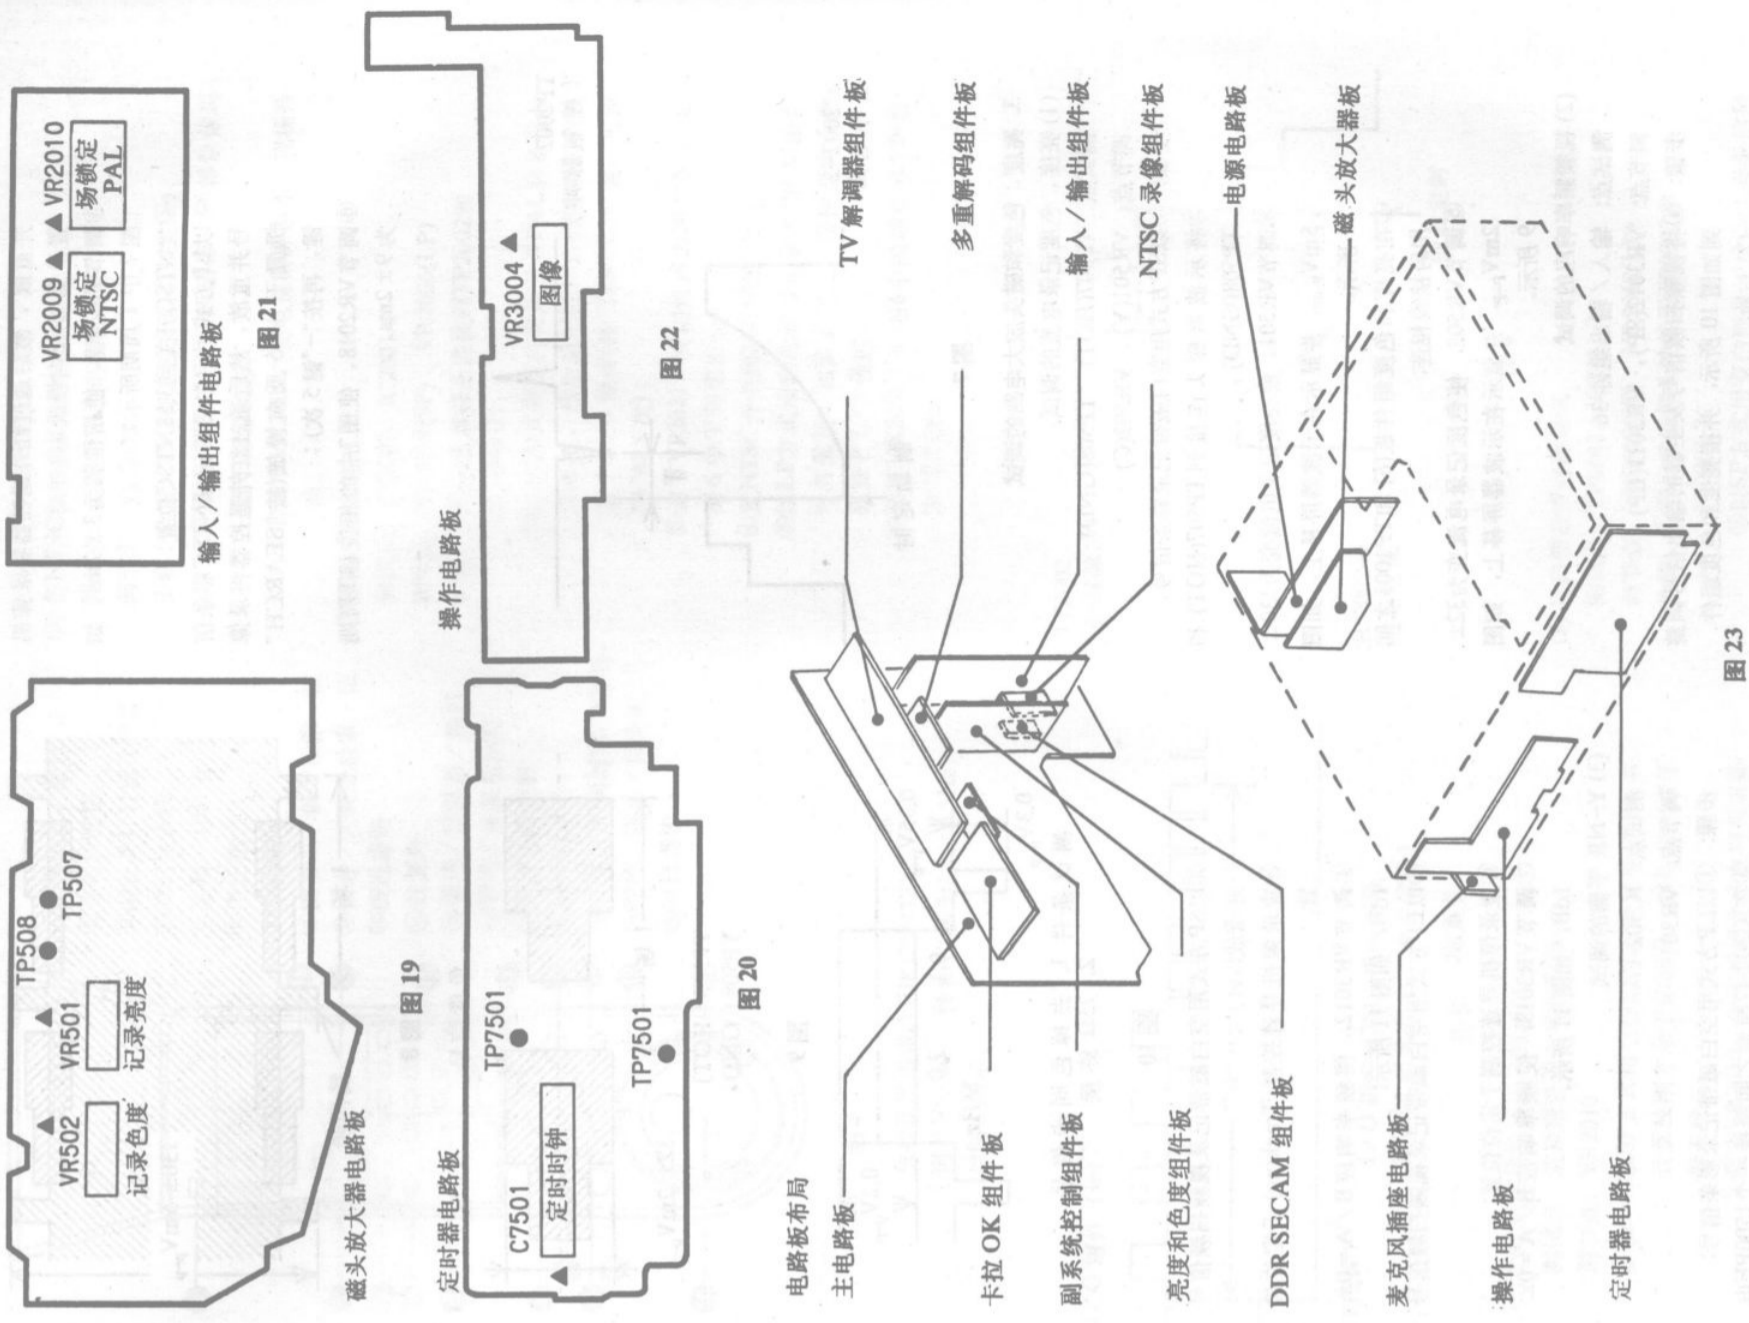 TP508
TP507
VR502
VR501
记录色度
记录亮度
磁头放大器电路板
图 19
VR2009
VR2010
场锁定
NTSC
场锁定
PAL
输入/输出组件电路板
图 21
定时器电路板
C7501
定时时钟
TP7501
TP7501
图 20
操作电路板
VR3004
图像
图 22
电路板布局
主电路板
卡拉 OK 组件板
副系统控制组件板
亮度和色度组件板
DDR SECAM 组件板
TV 解调器组件板
多重解码组件板
输入/输出组件板
NTSC 录像组件板
麦克风插座电路板
操作电路板
定时器电路板
电源电路板
磁头放大器板
图 23